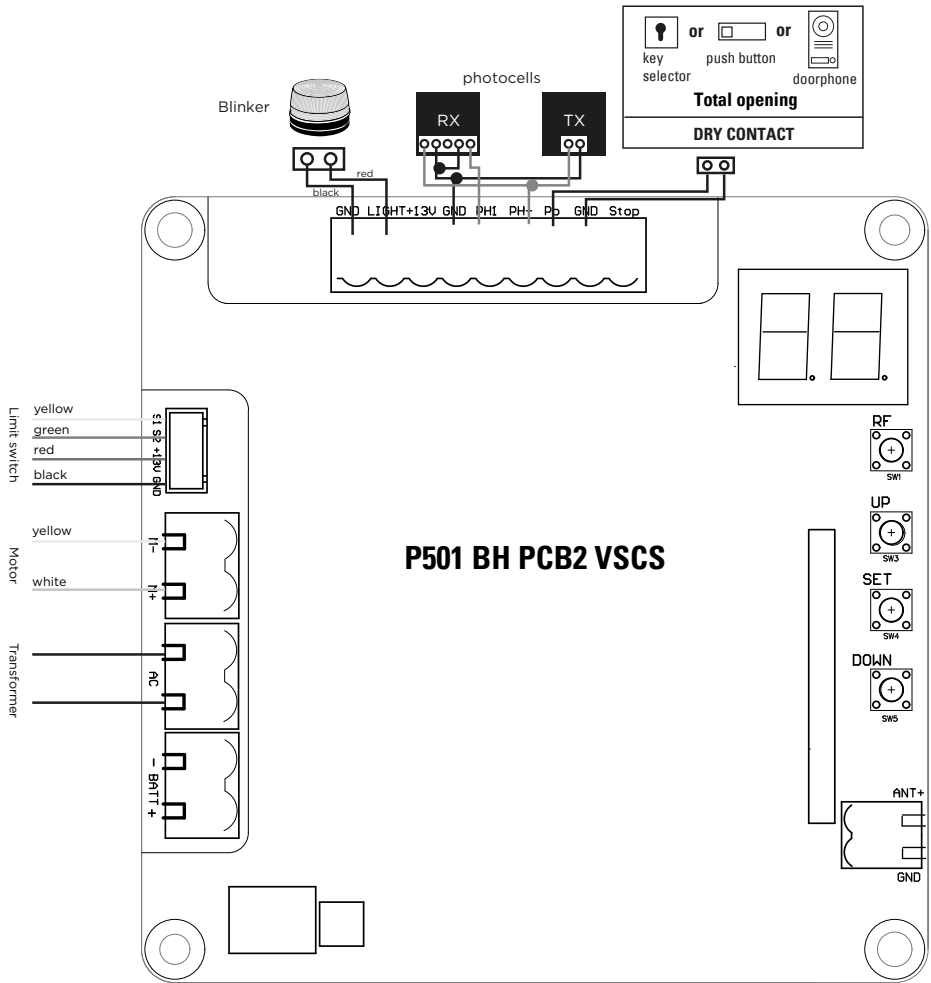 or
or
key
selector
push button
doorphone
Total opening
DRY CONTACT
photocells
Blinker
RX
TX
red
black
GND LIGHT+13V GND PH1 PH- Po GND Stop
Limit switch
yellow
green
red
black
S1 S2 +13V GND
RF
SW1
UP
SW3
SET
SW4
DOWN
SW5
Motor
yellow
white
M-
M+
P501 BH PCB2 VSCS
Transformer
AC
- BATT +
ANT+
GND